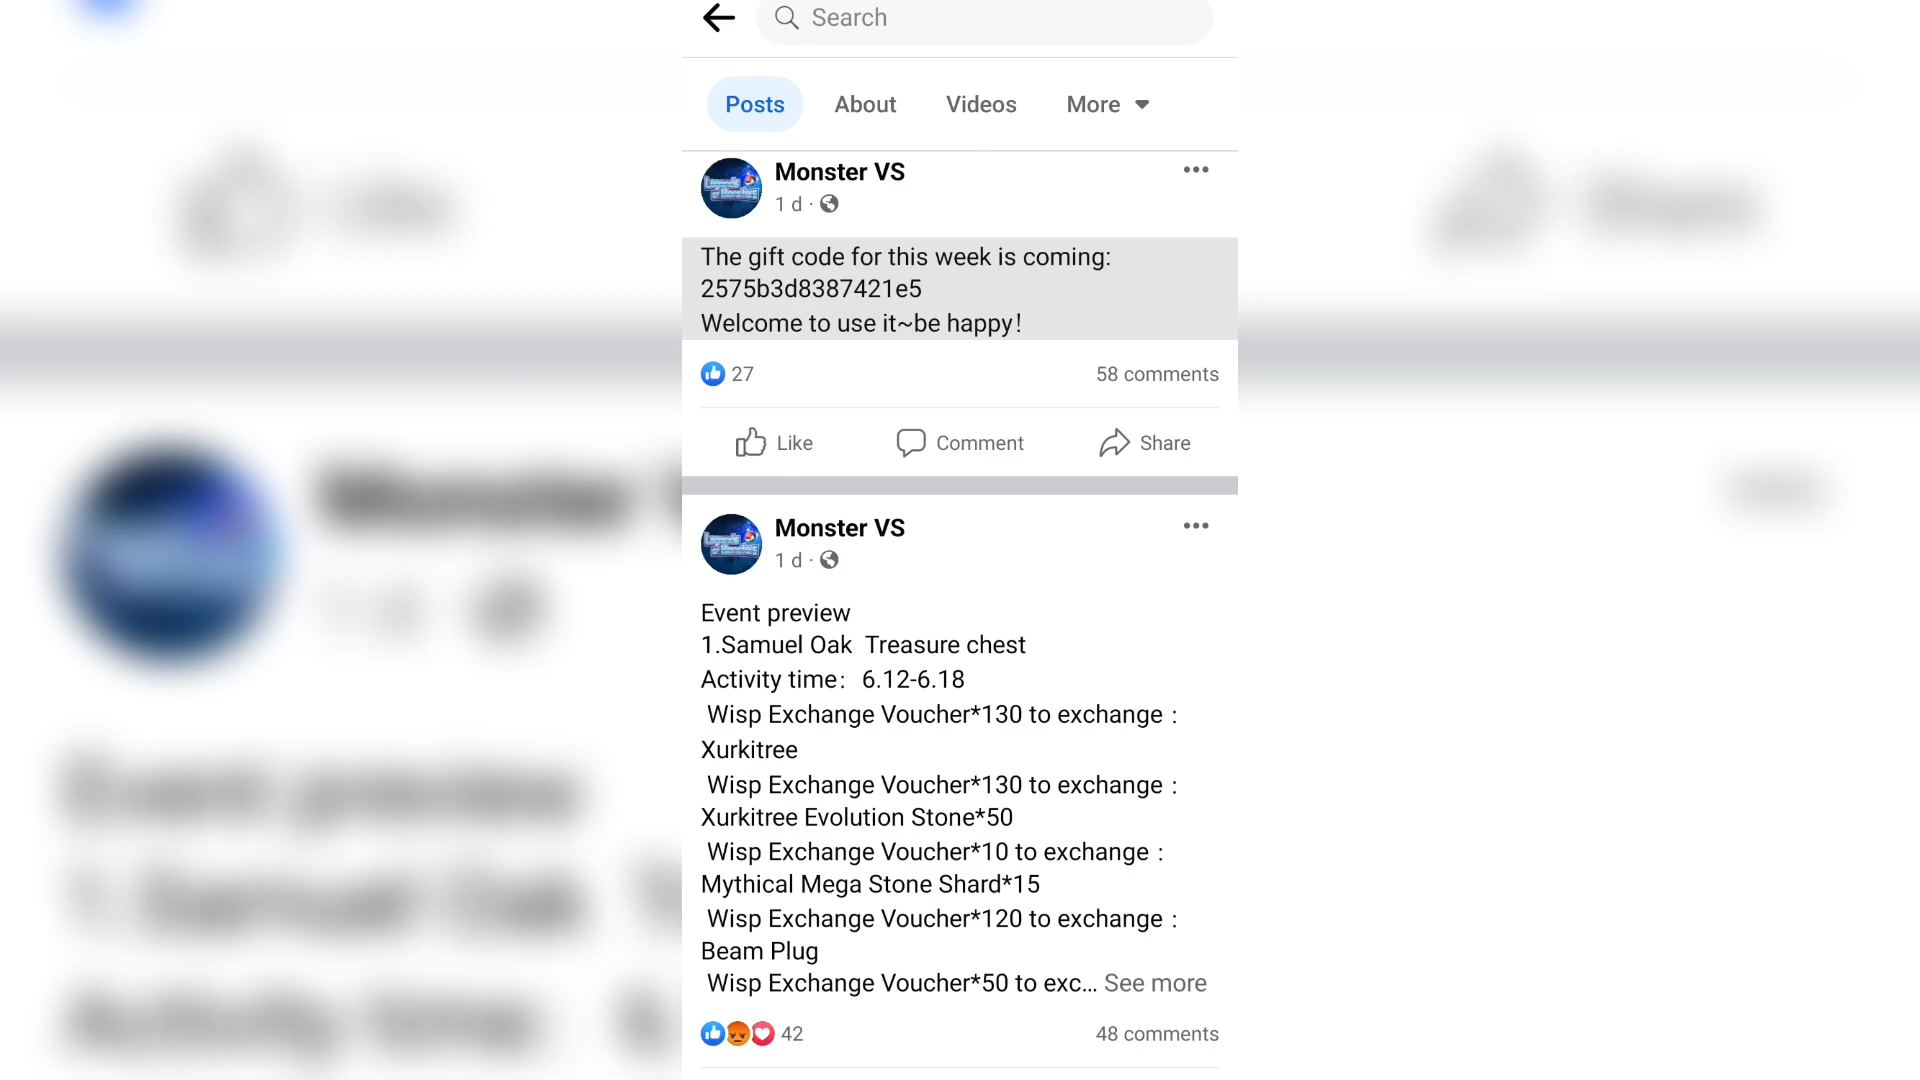 Search
Posts About Videos More
Monster VS
1 d ·
The gift code for this week is coming:
2575b3d8387421e5
Welcome to use it~be happy!
27 58 comments
Like Comment Share
Monster VS
1 d ·
Event preview
1.Samuel Oak  Treasure chest
Activity time： 6.12-6.18
Wisp Exchange Voucher*130 to exchange：
Xurkitree
Wisp Exchange Voucher*130 to exchange：
Xurkitree Evolution Stone*50
Wisp Exchange Voucher*10 to exchange：
Mythical Mega Stone Shard*15
Wisp Exchange Voucher*120 to exchange：
Beam Plug
Wisp Exchange Voucher*50 to exc... See more
42 48 comments